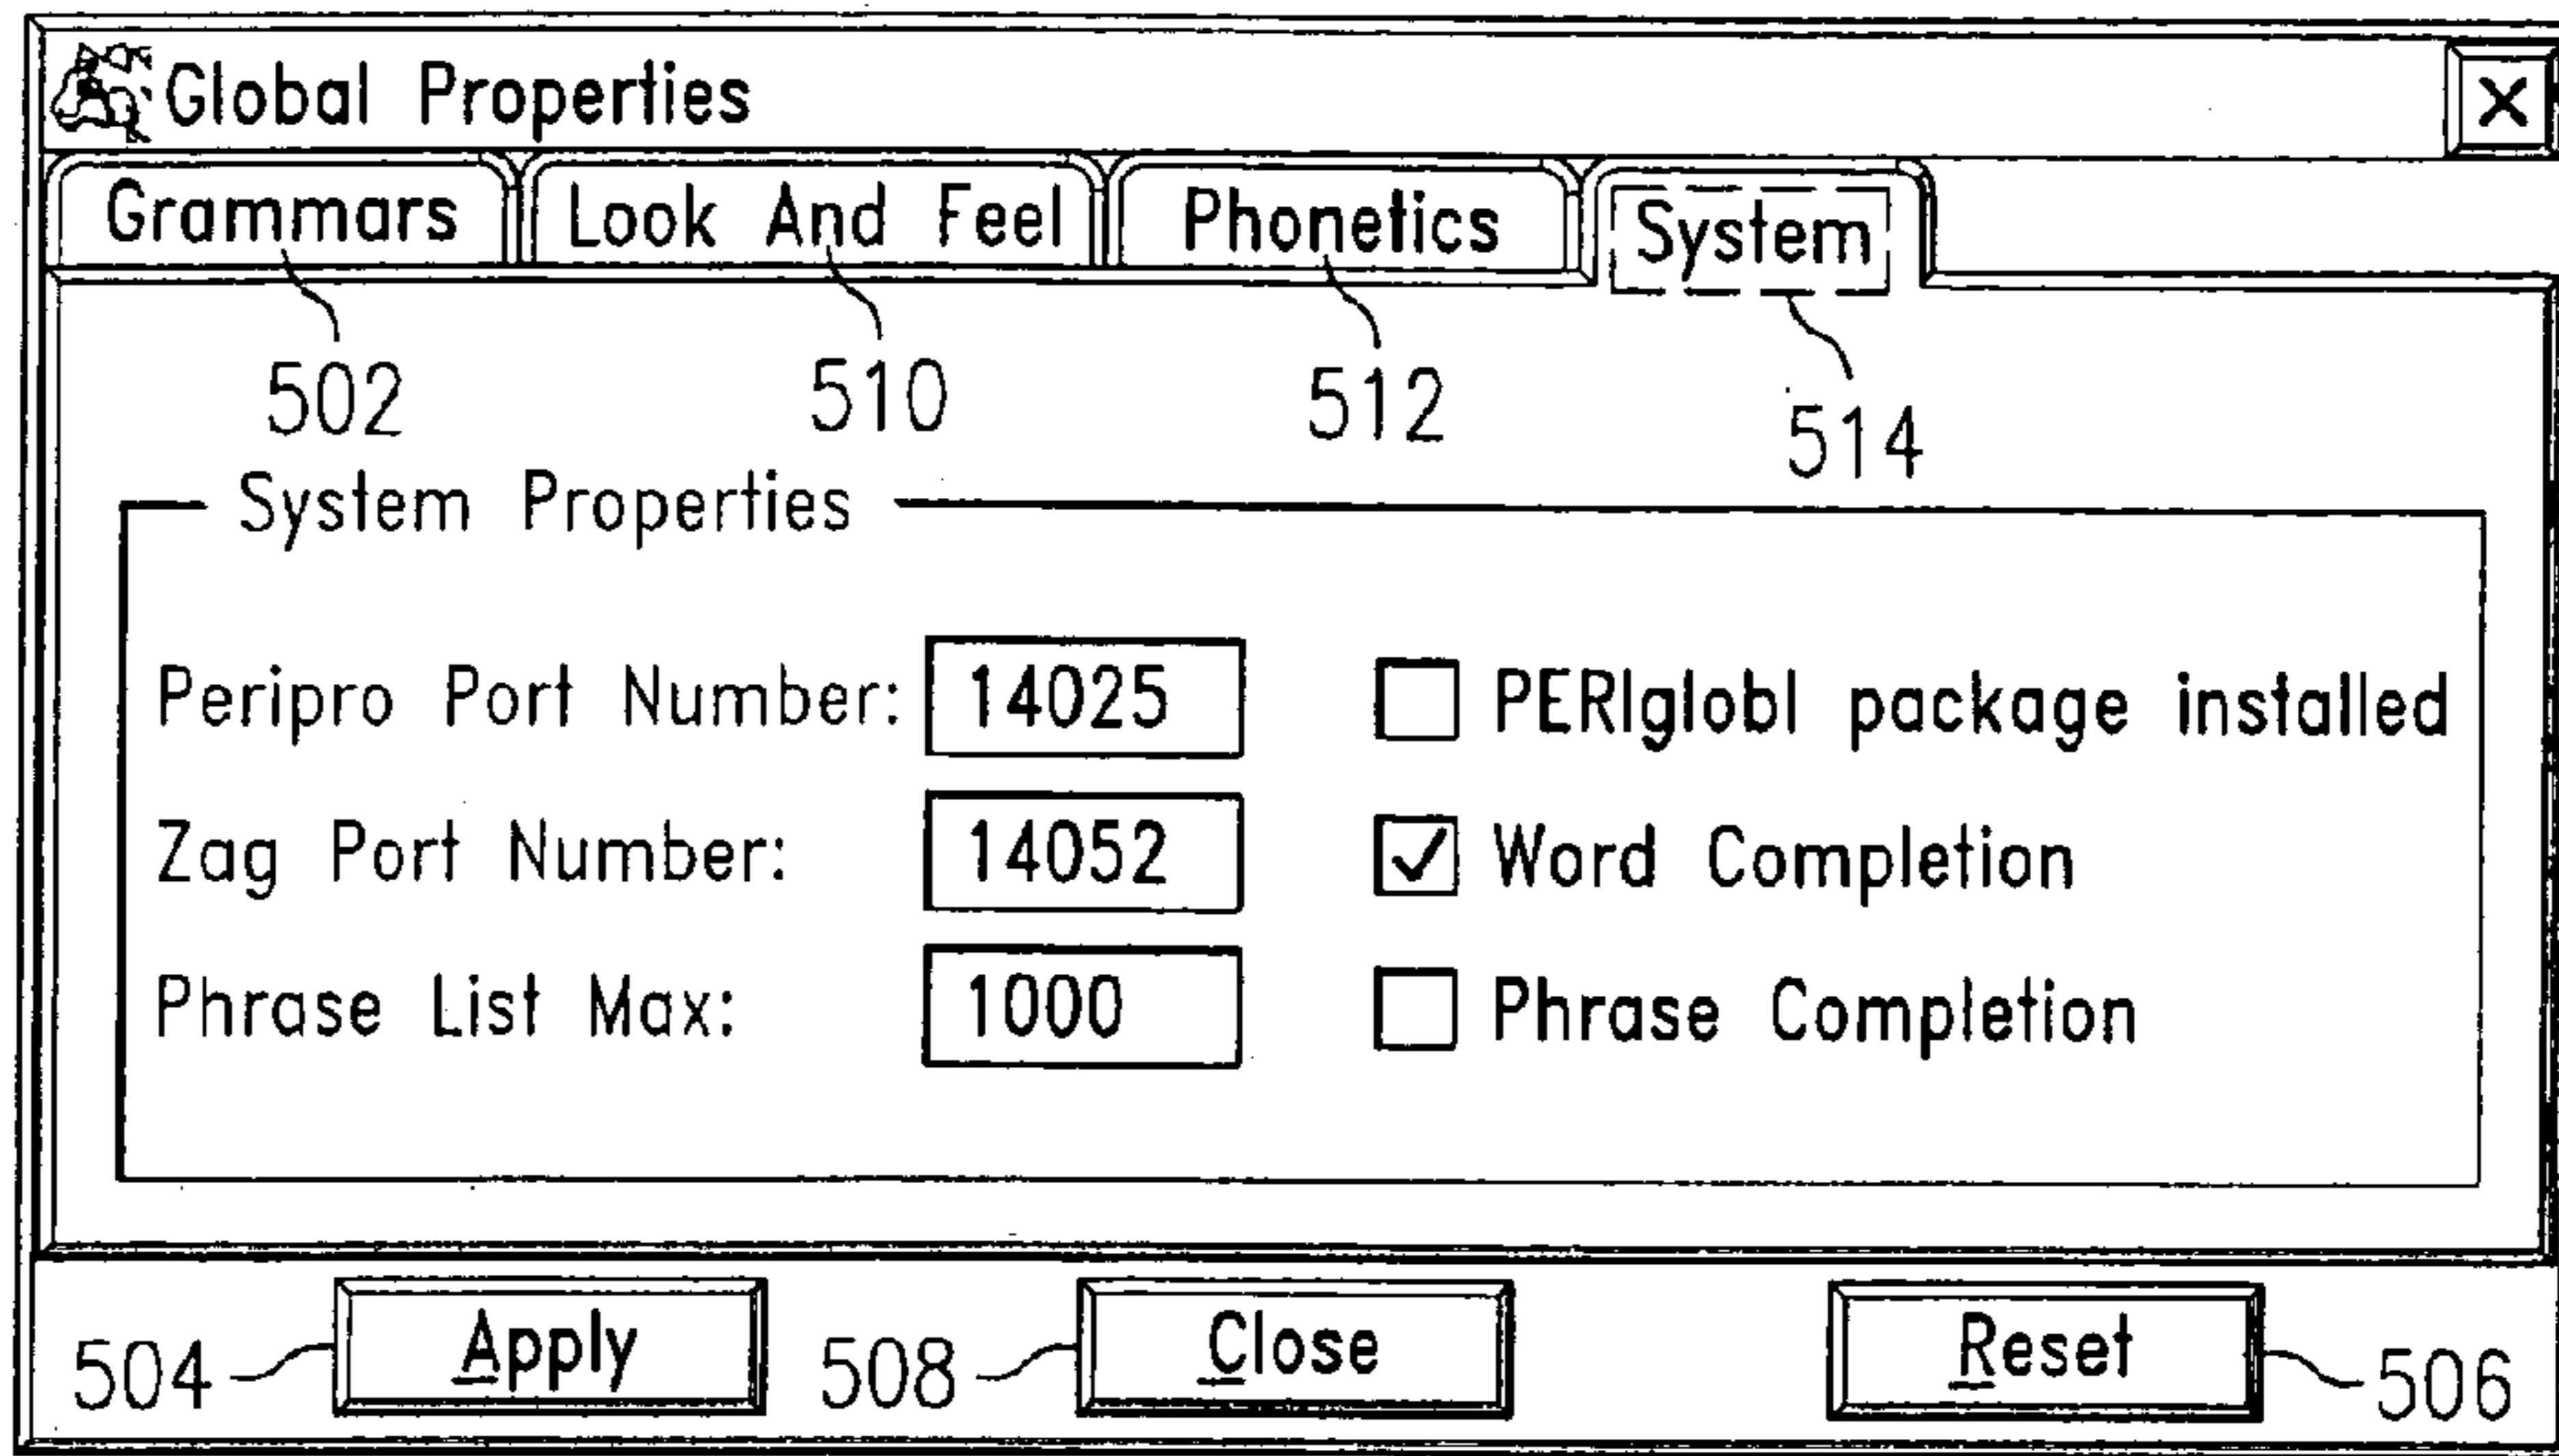 Global Properties X
Grammars Look And Feel Phonetics System
502 510 512 514
System Properties
Peripro Port Number: 14025 PERIglobl package installed
Zag Port Number: 14052 Word Completion
Phrase List Max: 1000 Phrase Completion
504 Apply 508 Close Reset 506